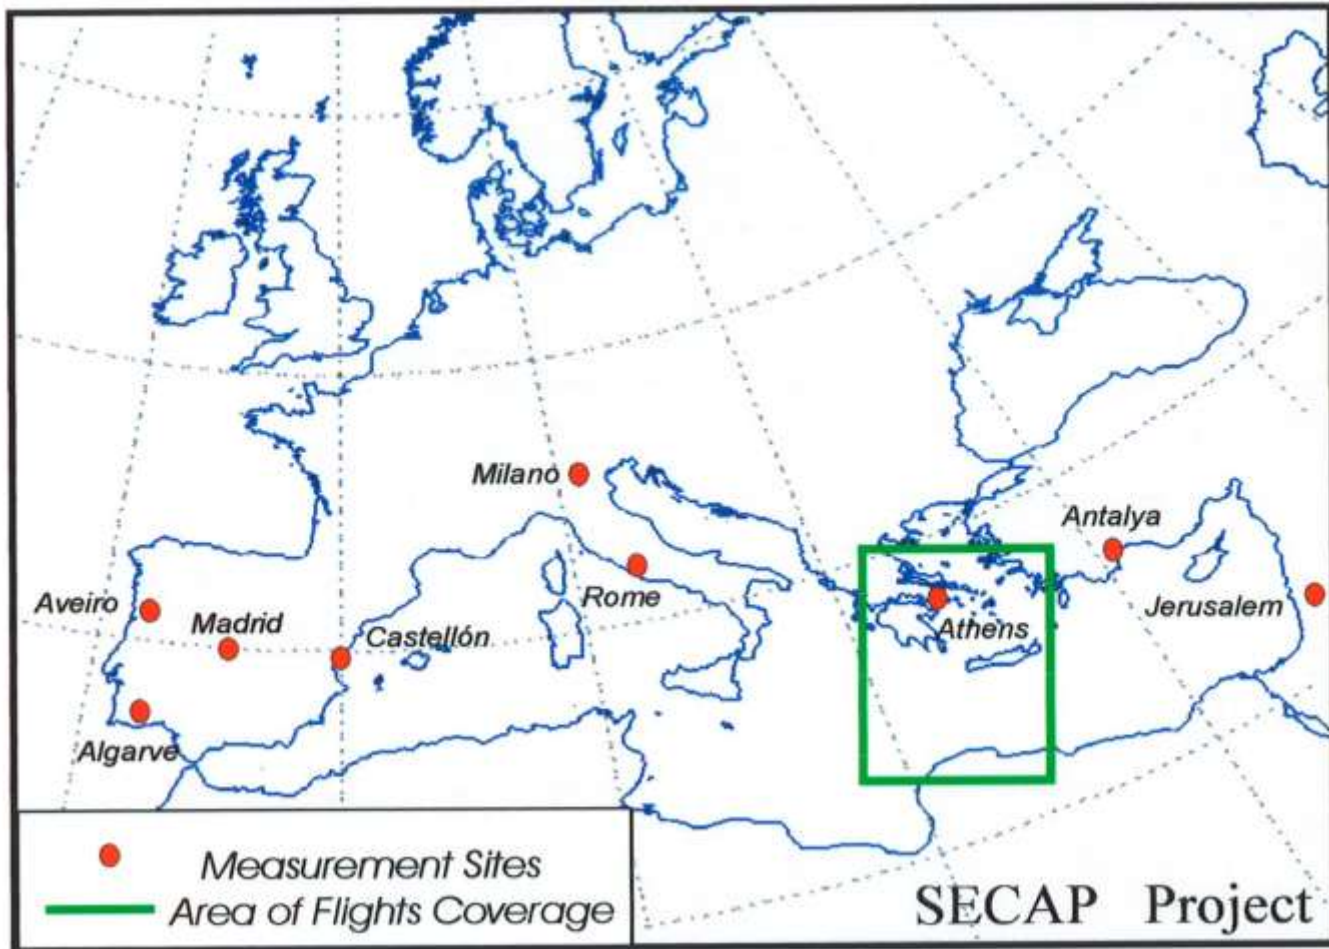 Milano
Antalya
Aveiro
Madrid
Castellón
Rome
Athens
Jerusalem
Algarve
Measurement Sites
Area of Flights Coverage
SECAP Project